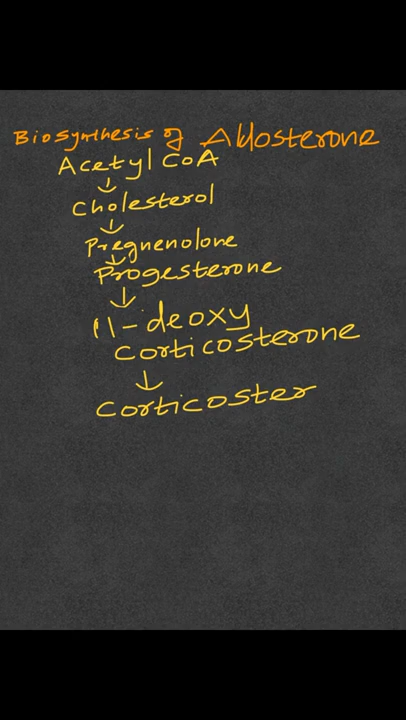 Biosynthesis of Aldosterone
Acetyl CoA
↓
Cholesterol
↓
Pregnenolone
↓
Progesterone
↓
11-deoxy
Corticosterone
↓
Corticoster